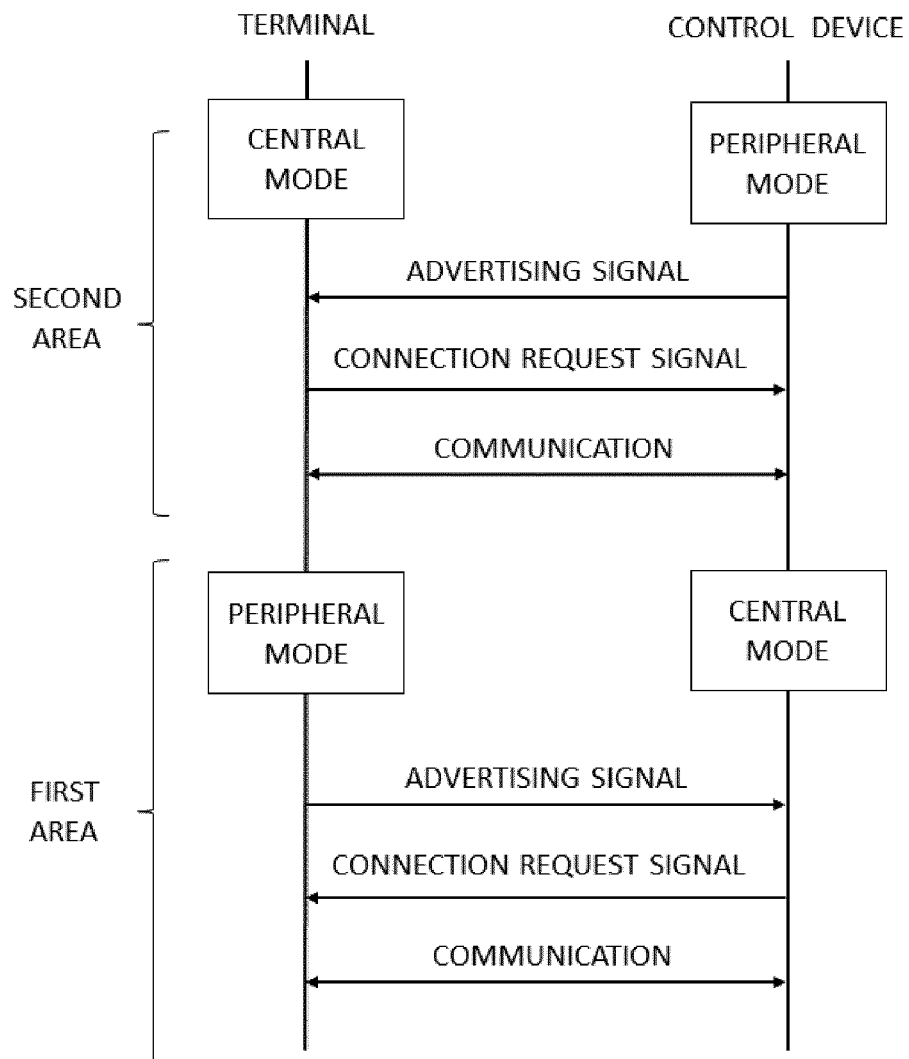 TERMINAL
CONTROL DEVICE
CENTRAL
MODE
PERIPHERAL
MODE
ADVERTISING SIGNAL
SECOND
AREA
CONNECTION REQUEST SIGNAL
COMMUNICATION
PERIPHERAL
MODE
CENTRAL
MODE
ADVERTISING SIGNAL
FIRST
AREA
CONNECTION REQUEST SIGNAL
COMMUNICATION